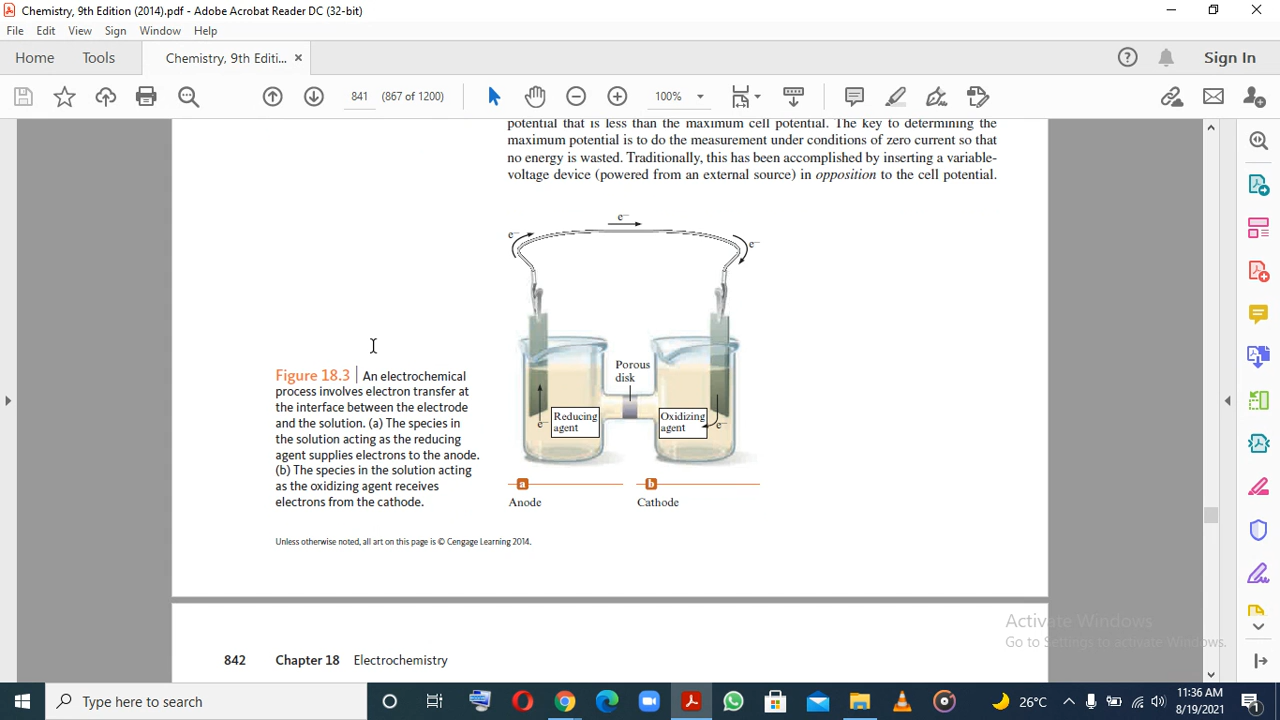 Chemistry, 9th Edition (2014).pdf - Adobe Acrobat Reader DC (32-bit)
File Edit View Sign Window Help
Home Tools Chemistry, 9th Editi... × Sign In
841 (867 of 1200) 100%
potential that is less than the maximum cell potential. The key to determining the
maximum potential is to do the measurement under conditions of zero current so that
no energy is wasted. Traditionally, this has been accomplished by inserting a variable-
voltage device (powered from an external source) in opposition to the cell potential.
e⁻
e⁻
e⁻
Porous
disk
Reducing
agent
Oxidizing
agent
e⁻
e⁻
a
b
Anode
Cathode
Figure 18.3 | An electrochemical
process involves electron transfer at
the interface between the electrode
and the solution. (a) The species in
the solution acting as the reducing
agent supplies electrons to the anode.
(b) The species in the solution acting
as the oxidizing agent receives
electrons from the cathode.
Unless otherwise noted, all art on this page is © Cengage Learning 2014.
842 Chapter 18 Electrochemistry
Activate Windows
Go to Settings to activate Windows.
Type here to search
26°C
11:36 AM
8/19/2021
1